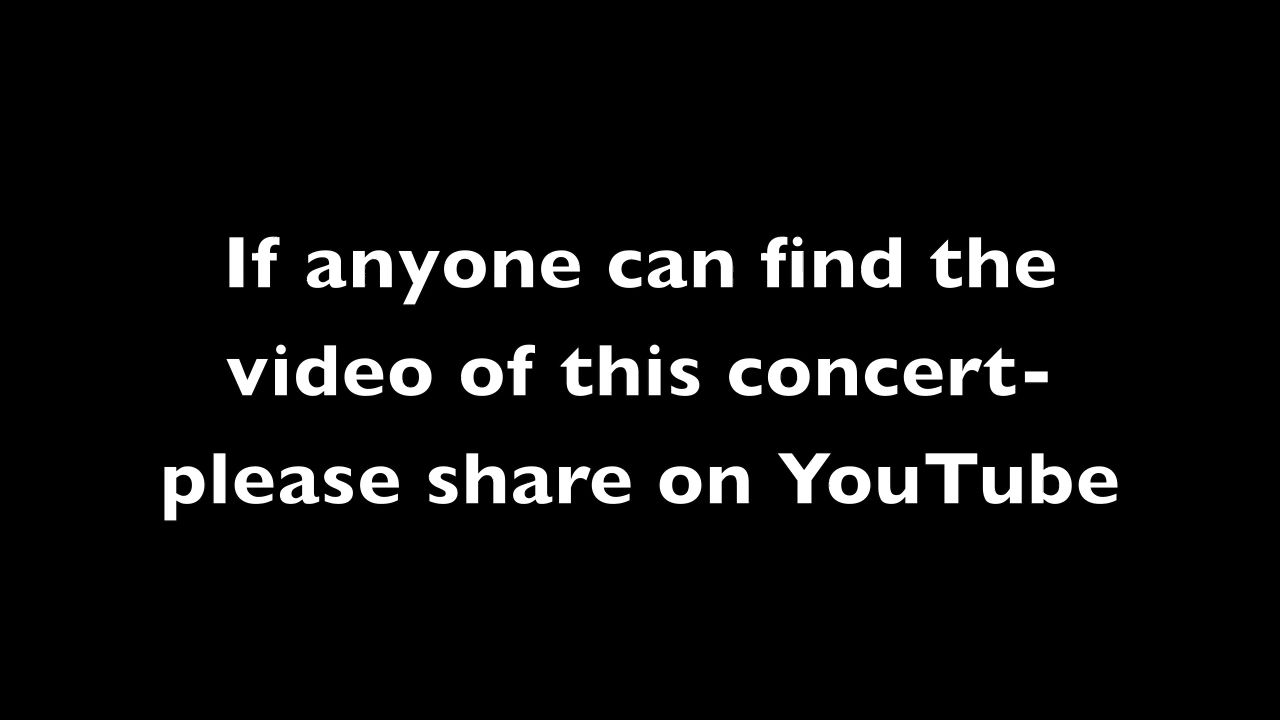 If anyone can find the
video of this concert-
please share on YouTube